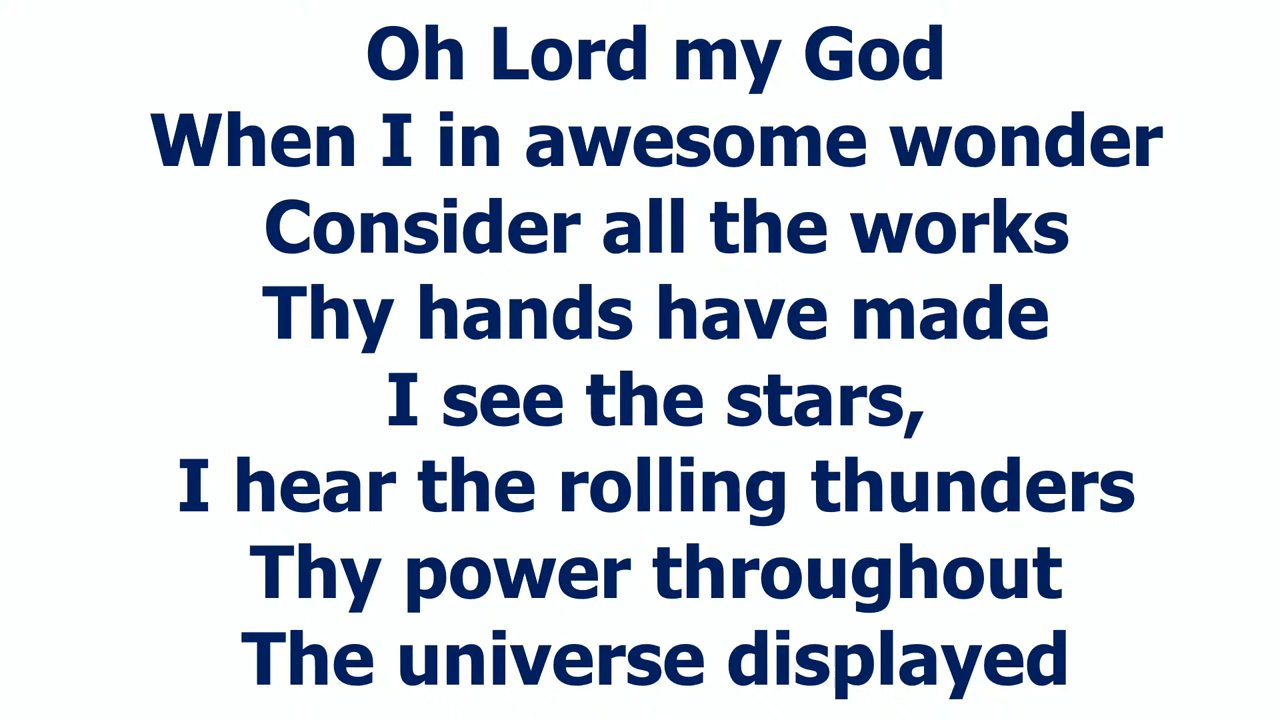 Oh Lord my God
When I in awesome wonder
Consider all the works
Thy hands have made
I see the stars,
I hear the rolling thunders
Thy power throughout
The universe displayed